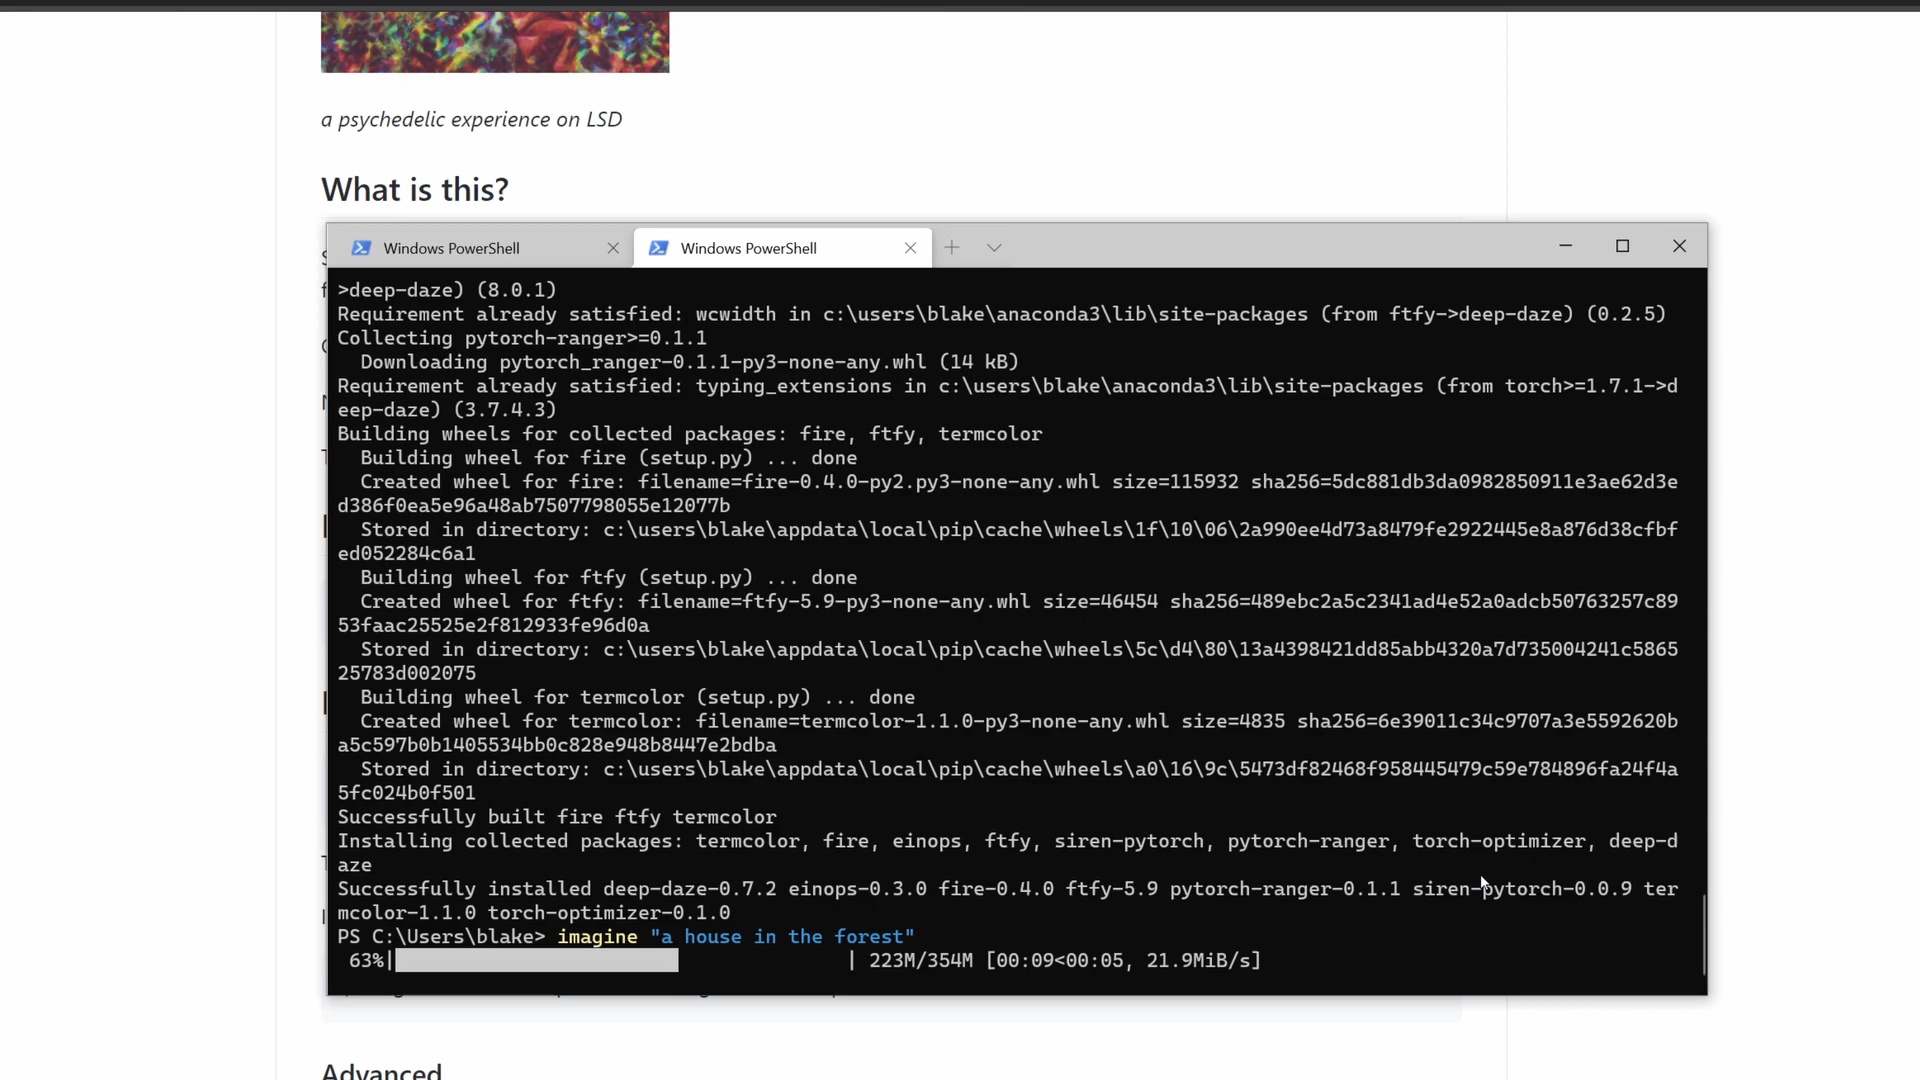 a psychedelic experience on LSD
What is this?
Windows PowerShell
Windows PowerShell
>deep-daze) (8.0.1)
Requirement already satisfied: wcwidth in c:\users\blake\anaconda3\lib\site-packages (from ftfy->deep-daze) (0.2.5)
Collecting pytorch-ranger>=0.1.1
Downloading pytorch_ranger-0.1.1-py3-none-any.whl (14 kB)
Requirement already satisfied: typing_extensions in c:\users\blake\anaconda3\lib\site-packages (from torch>=1.7.1->d
eep-daze) (3.7.4.3)
Building wheels for collected packages: fire, ftfy, termcolor
Building wheel for fire (setup.py) ... done
Created wheel for fire: filename=fire-0.4.0-py2.py3-none-any.whl size=115932 sha256=5dc881db3da0982850911e3ae62d3e
d386f0ea5e96a48ab7507798055e12077b
Stored in directory: c:\users\blake\appdata\local\pip\cache\wheels\1f\10\06\2a990ee4d73a8479fe2922445e8a876d38cfbf
ed052284c6a1
Building wheel for ftfy (setup.py) ... done
Created wheel for ftfy: filename=ftfy-5.9-py3-none-any.whl size=46454 sha256=489ebc2a5c2341ad4e52a0adcb50763257c89
53faac25525e2f812933fe96d0a
Stored in directory: c:\users\blake\appdata\local\pip\cache\wheels\5c\d4\80\13a4398421dd85abb4320a7d735004241c5865
25783d002075
Building wheel for termcolor (setup.py) ... done
Created wheel for termcolor: filename=termcolor-1.1.0-py3-none-any.whl size=4835 sha256=6e39011c34c9707a3e5592620b
a5c597b0b1405534bb0c828e948b8447e2bdba
Stored in directory: c:\users\blake\appdata\local\pip\cache\wheels\a0\16\9c\5473df82468f958445479c59e784896fa24f4a
5fc024b0f501
Successfully built fire ftfy termcolor
Installing collected packages: termcolor, fire, einops, ftfy, siren-pytorch, pytorch-ranger, torch-optimizer, deep-d
aze
Successfully installed deep-daze-0.7.2 einops-0.3.0 fire-0.4.0 ftfy-5.9 pytorch-ranger-0.1.1 siren-pytorch-0.0.9 ter
mcolor-1.1.0 torch-optimizer-0.1.0
PS C:\Users\blake> imagine "a house in the forest"
63%| | 223M/354M [00:09<00:05, 21.9MiB/s]
Advanced